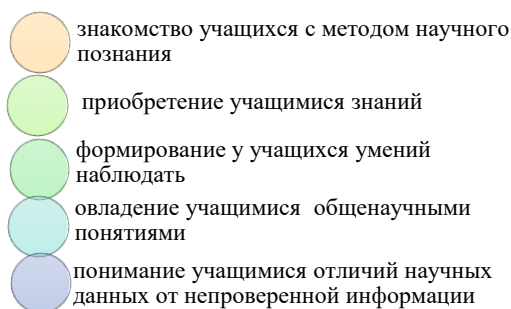 знакомство учащихся с методом научного
познания
приобретение учащимися знаний
формирование у учащихся умений
наблюдать
овладение учащимися общенаучными
понятиями
понимание учащимися отличий научных
данных от непроверенной информации